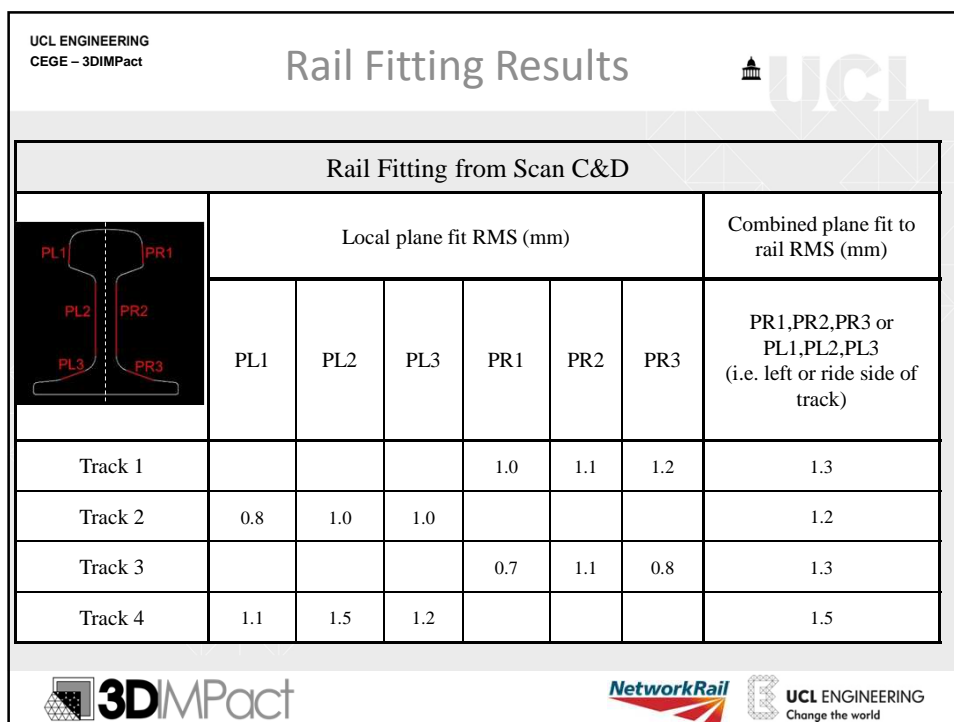 UCL ENGINEERING
CEGE – 3DIMPact
Rail Fitting Results
UCL
Rail Fitting from Scan C&D
PL1 PR1
PL2 PR2
PL3 PR3
Local plane fit RMS (mm)
Combined plane fit to
rail RMS (mm)
PL1 PL2 PL3 PR1 PR2 PR3
PR1,PR2,PR3 or
PL1,PL2,PL3
(i.e. left or ride side of
track)
Track 1 1.0 1.1 1.2 1.3
Track 2 0.8 1.0 1.0 1.2
Track 3 0.7 1.1 0.8 1.3
Track 4 1.1 1.5 1.2 1.5
3DIMPact
NetworkRail
UCL ENGINEERING
Change the world